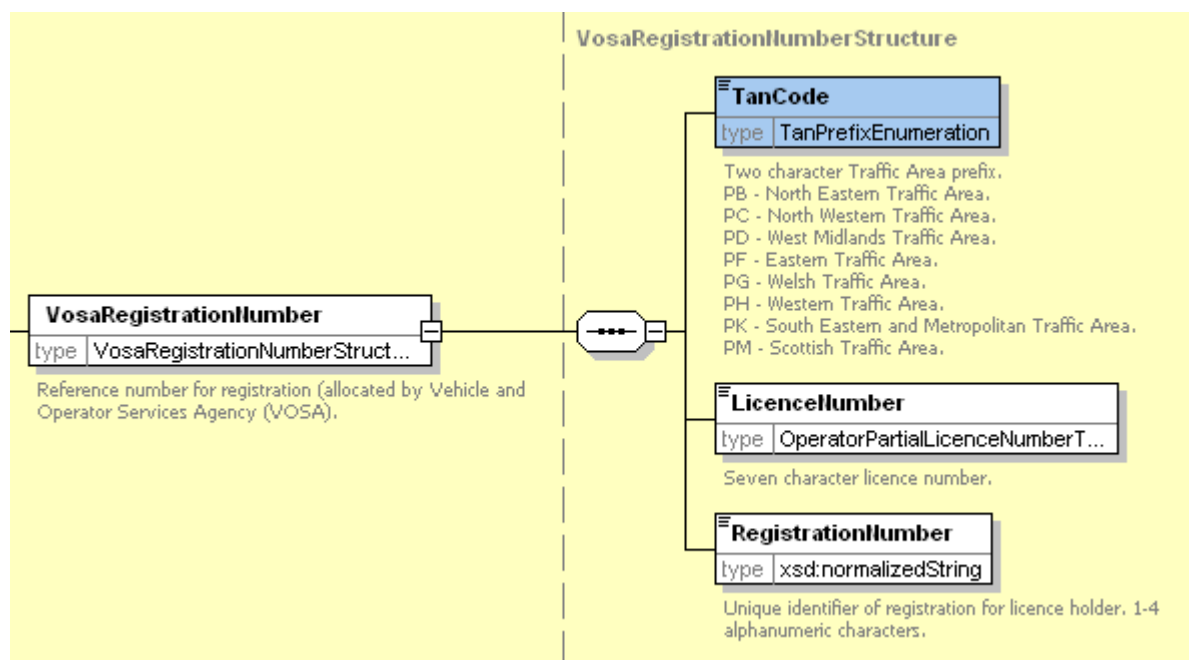 VosaRegistrationNumberStructure
TanCode
type TanPrefixEnumeration
Two character Traffic Area prefix.
PB - North Eastern Traffic Area.
PC - North Western Traffic Area.
PD - West Midlands Traffic Area.
PF - Eastern Traffic Area.
PG - Welsh Traffic Area.
PH - Western Traffic Area.
PK - South Eastern and Metropolitan Traffic Area.
PM - Scottish Traffic Area.
VosaRegistrationNumber
type VosaRegistrationNumberStruct...
Reference number for registration (allocated by Vehicle and
Operator Services Agency (VOSA).
LicenceNumber
type OperatorPartialLicenceNumberT...
Seven character licence number.
RegistrationNumber
type xsd:normalizedString
Unique identifier of registration for licence holder. 1-4
alphanumeric characters.